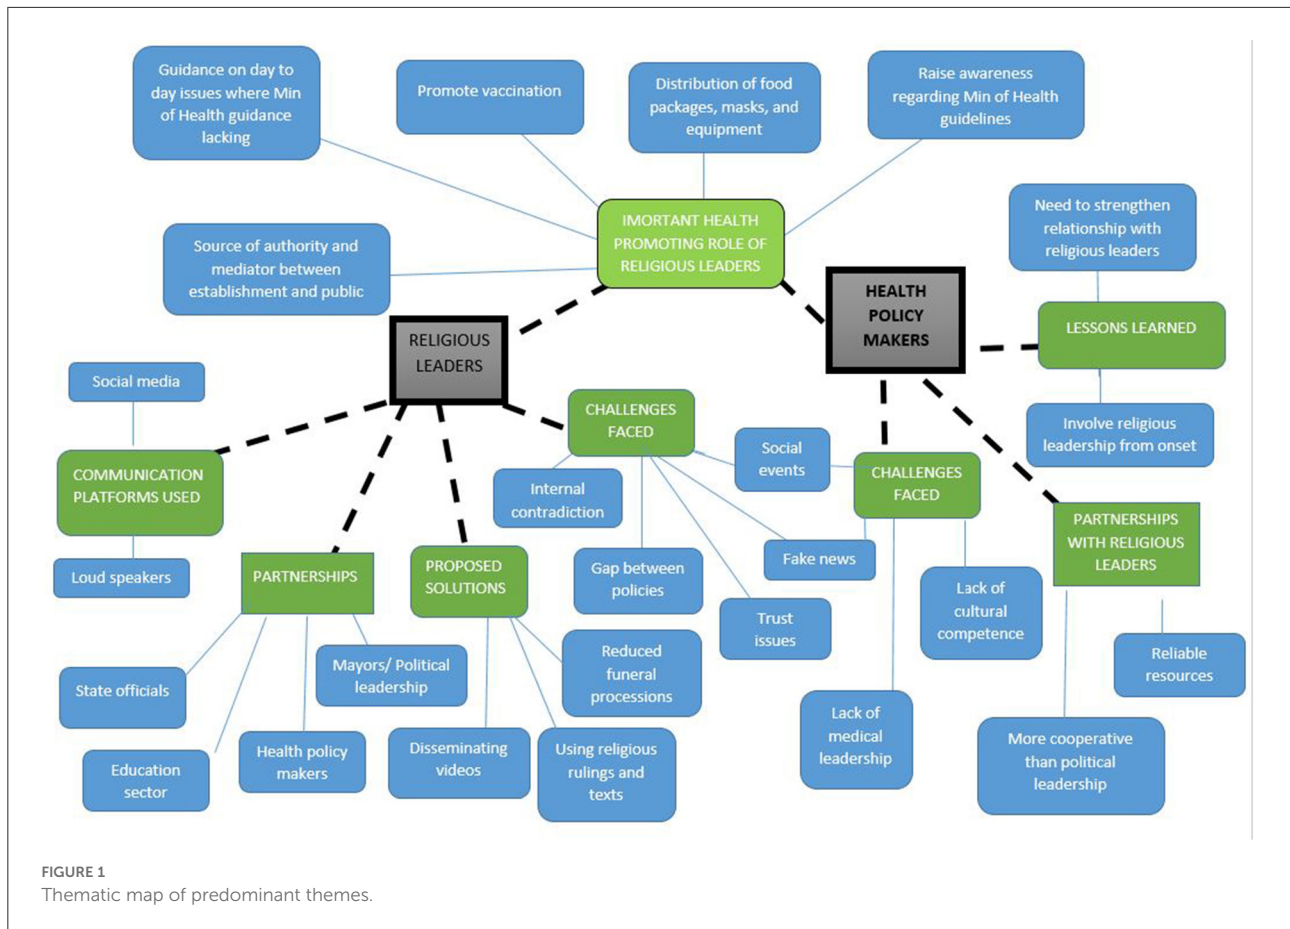 Guidance on day to
day issues where Min
of Health guidance
lacking
Promote vaccination
Distribution of food
packages, masks, and
equipment
Raise awareness
regarding Min of Health
guidelines
Source of authority and
mediator between
establishment and public
IMORTANT HEALTH
PROMOTING ROLE OF
RELIGIOUS LEADERS
Need to strengthen
relationship with
religious leaders
HEALTH
POLICY
MAKERS
LESSONS LEARNED
RELIGIOUS
LEADERS
Social media
CHALLENGES
FACED
Involve religious
leadership from onset
COMMUNICATION
PLATFORMS USED
Internal
contradiction
Social
events
CHALLENGES
FACED
PARTNERSHIPS
WITH RELIGIOUS
LEADERS
Loud speakers
PARTNERSHIPS
PROPOSED
SOLUTIONS
Gap between
policies
Fake news
Trust
issues
Lack of
cultural
competence
Reliable
resources
State officials
Mayors/ Political
leadership
Reduced
funeral
processions
Education
sector
Health policy
makers
Disseminating
videos
Using religious
rulings and
texts
Lack of
medical
leadership
More cooperative
than political
leadership
FIGURE 1
Thematic map of predominant themes.